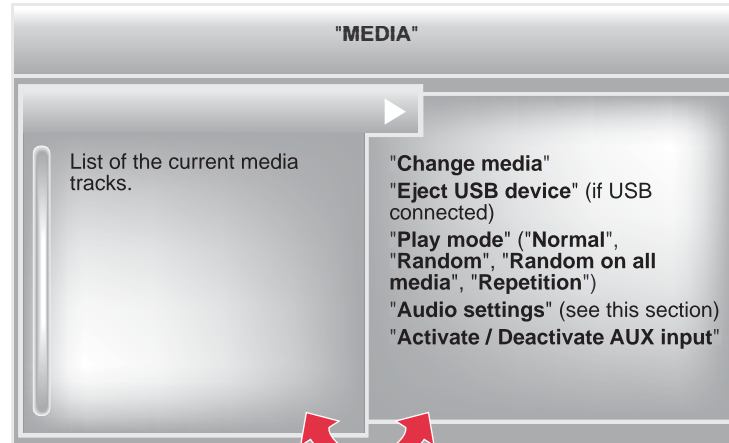 "MEDIA"
List of the current media
tracks.
"Change media"
"Eject USB device" (if USB
connected)
"Play mode" ("Normal",
"Random", "Random on all
media", "Repetition")
"Audio settings" (see this section)
"Activate / Deactivate AUX input"